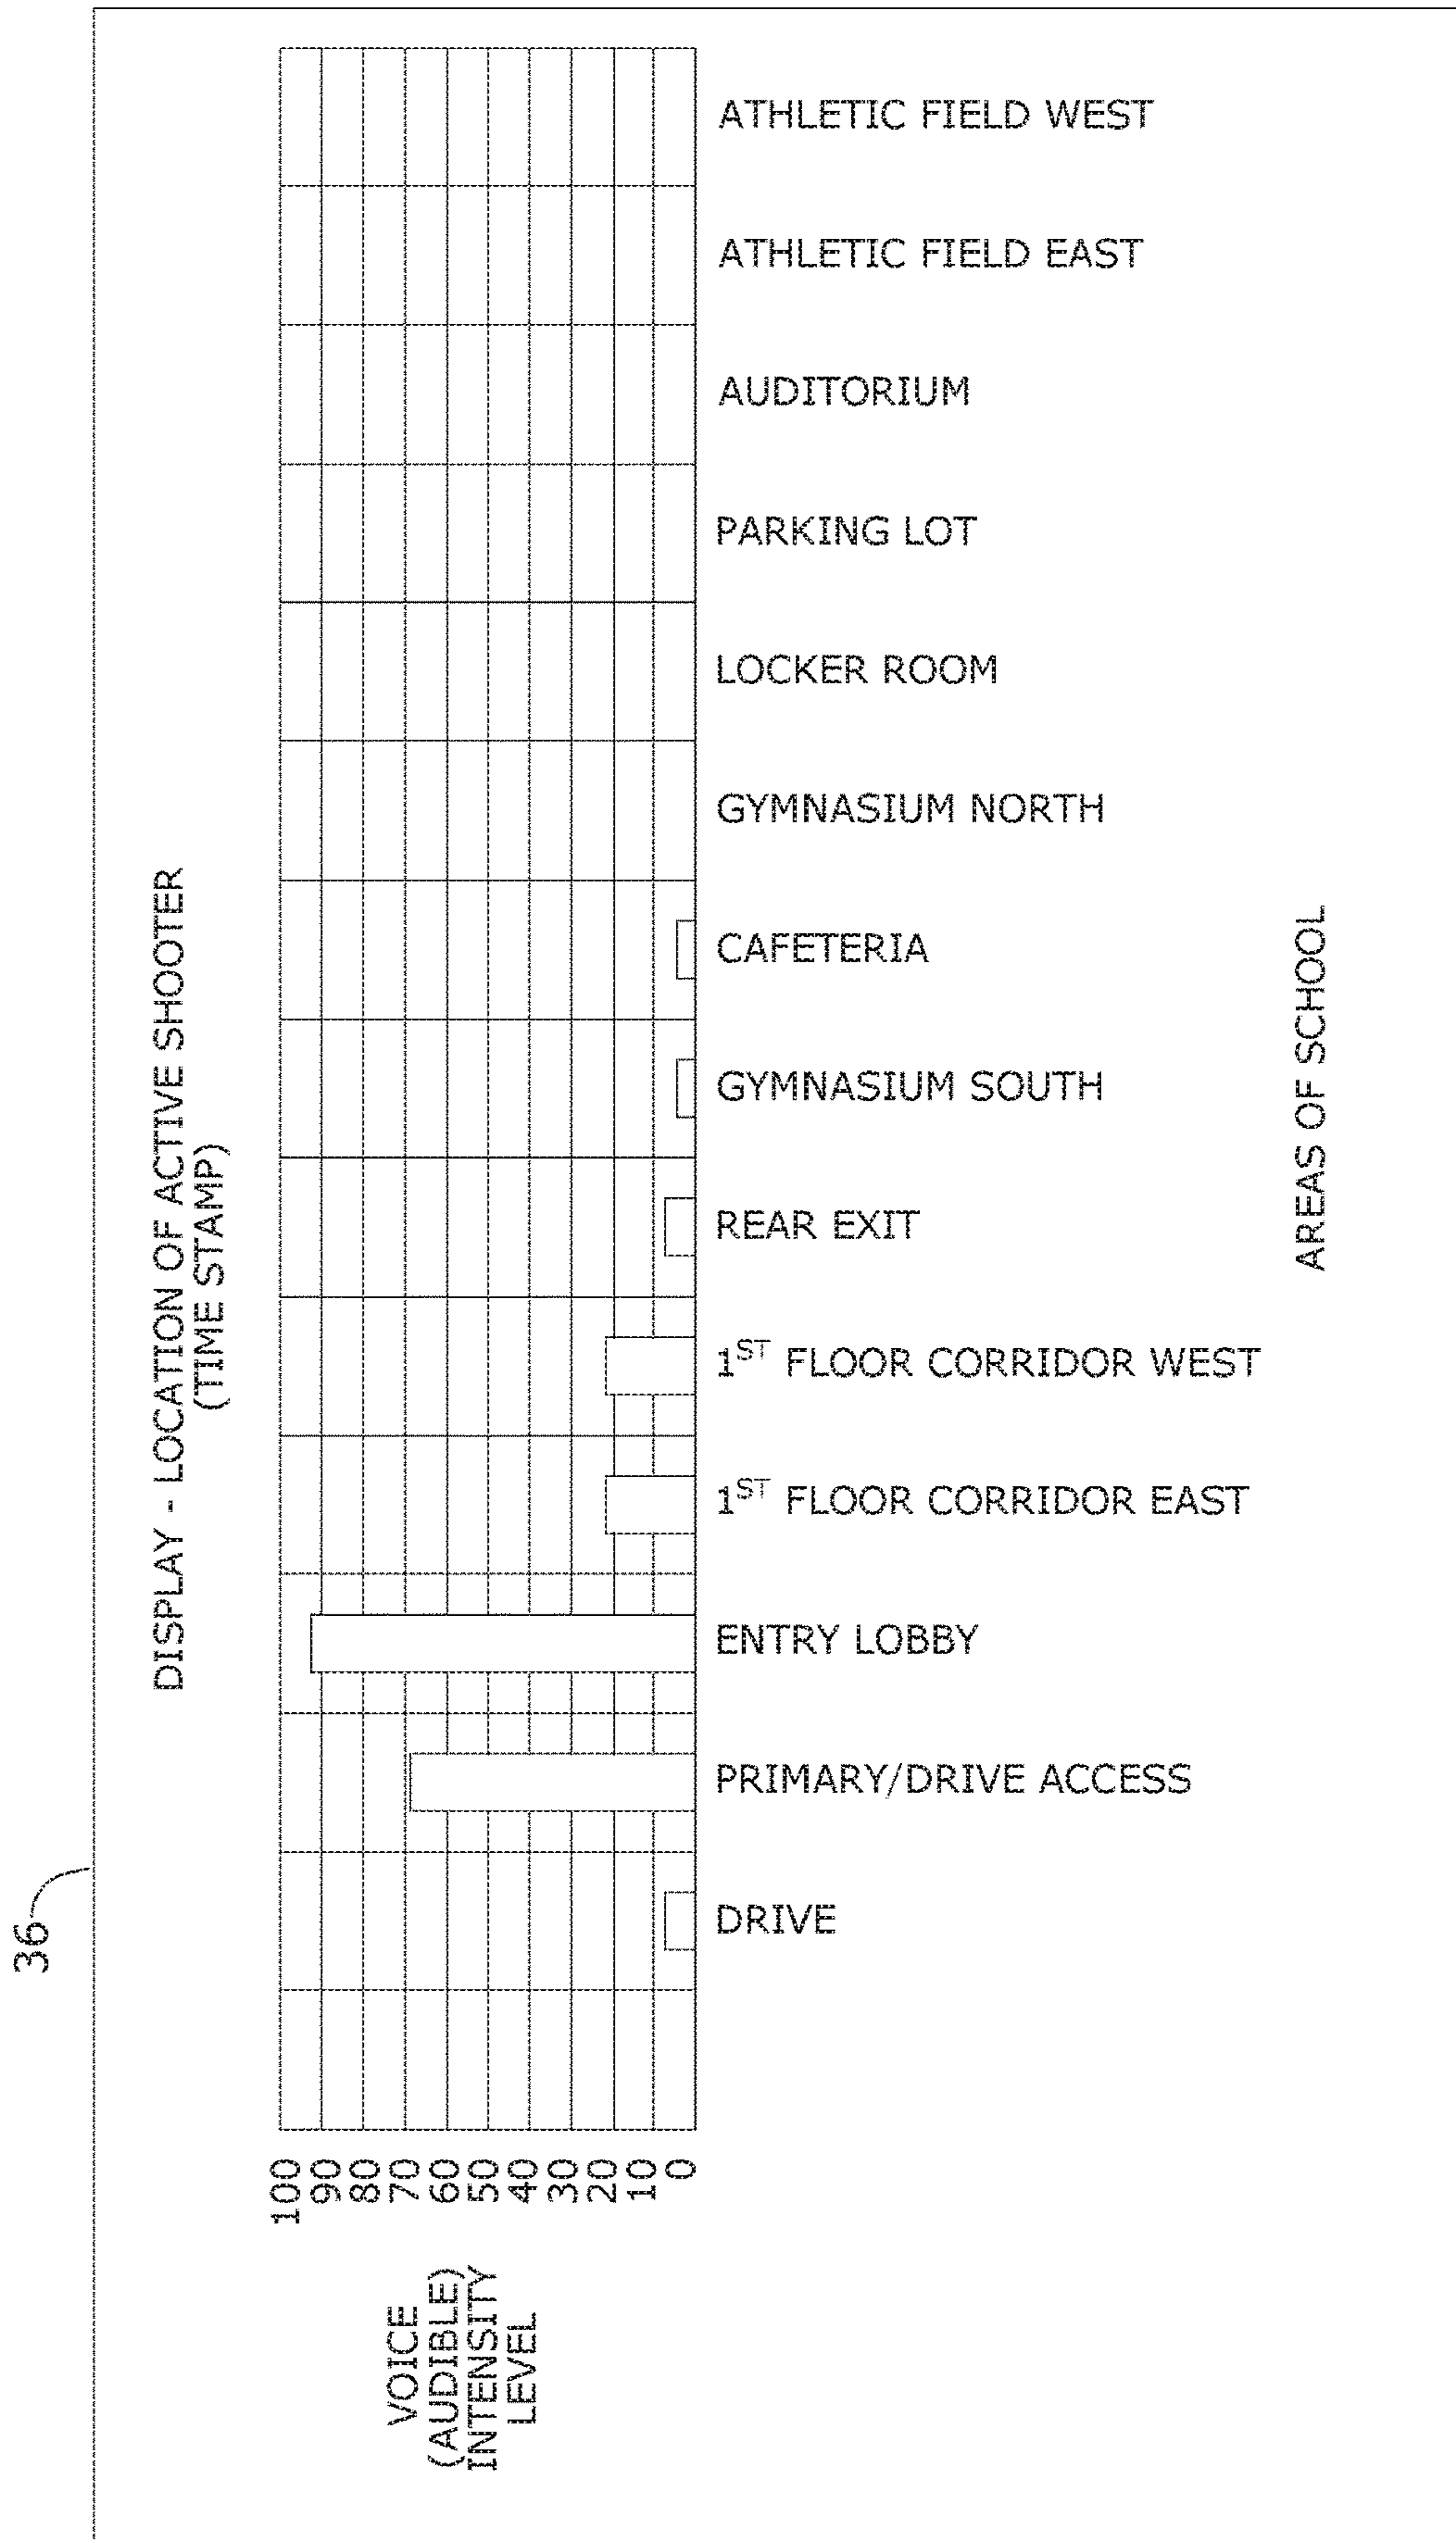 36
DISPLAY - LOCATION OF ACTIVE SHOOTER
(TIME STAMP)
VOICE
(AUDIBLE)
INTENSITY
LEVEL
100
90
80
70
60
50
40
30
20
10
0
DRIVE
PRIMARY/DRIVE ACCESS
ENTRY LOBBY
1ST FLOOR CORRIDOR EAST
1ST FLOOR CORRIDOR WEST
REAR EXIT
GYMNASIUM SOUTH
CAFETERIA
GYMNASIUM NORTH
LOCKER ROOM
PARKING LOT
AUDITORIUM
ATHLETIC FIELD EAST
ATHLETIC FIELD WEST
AREAS OF SCHOOL